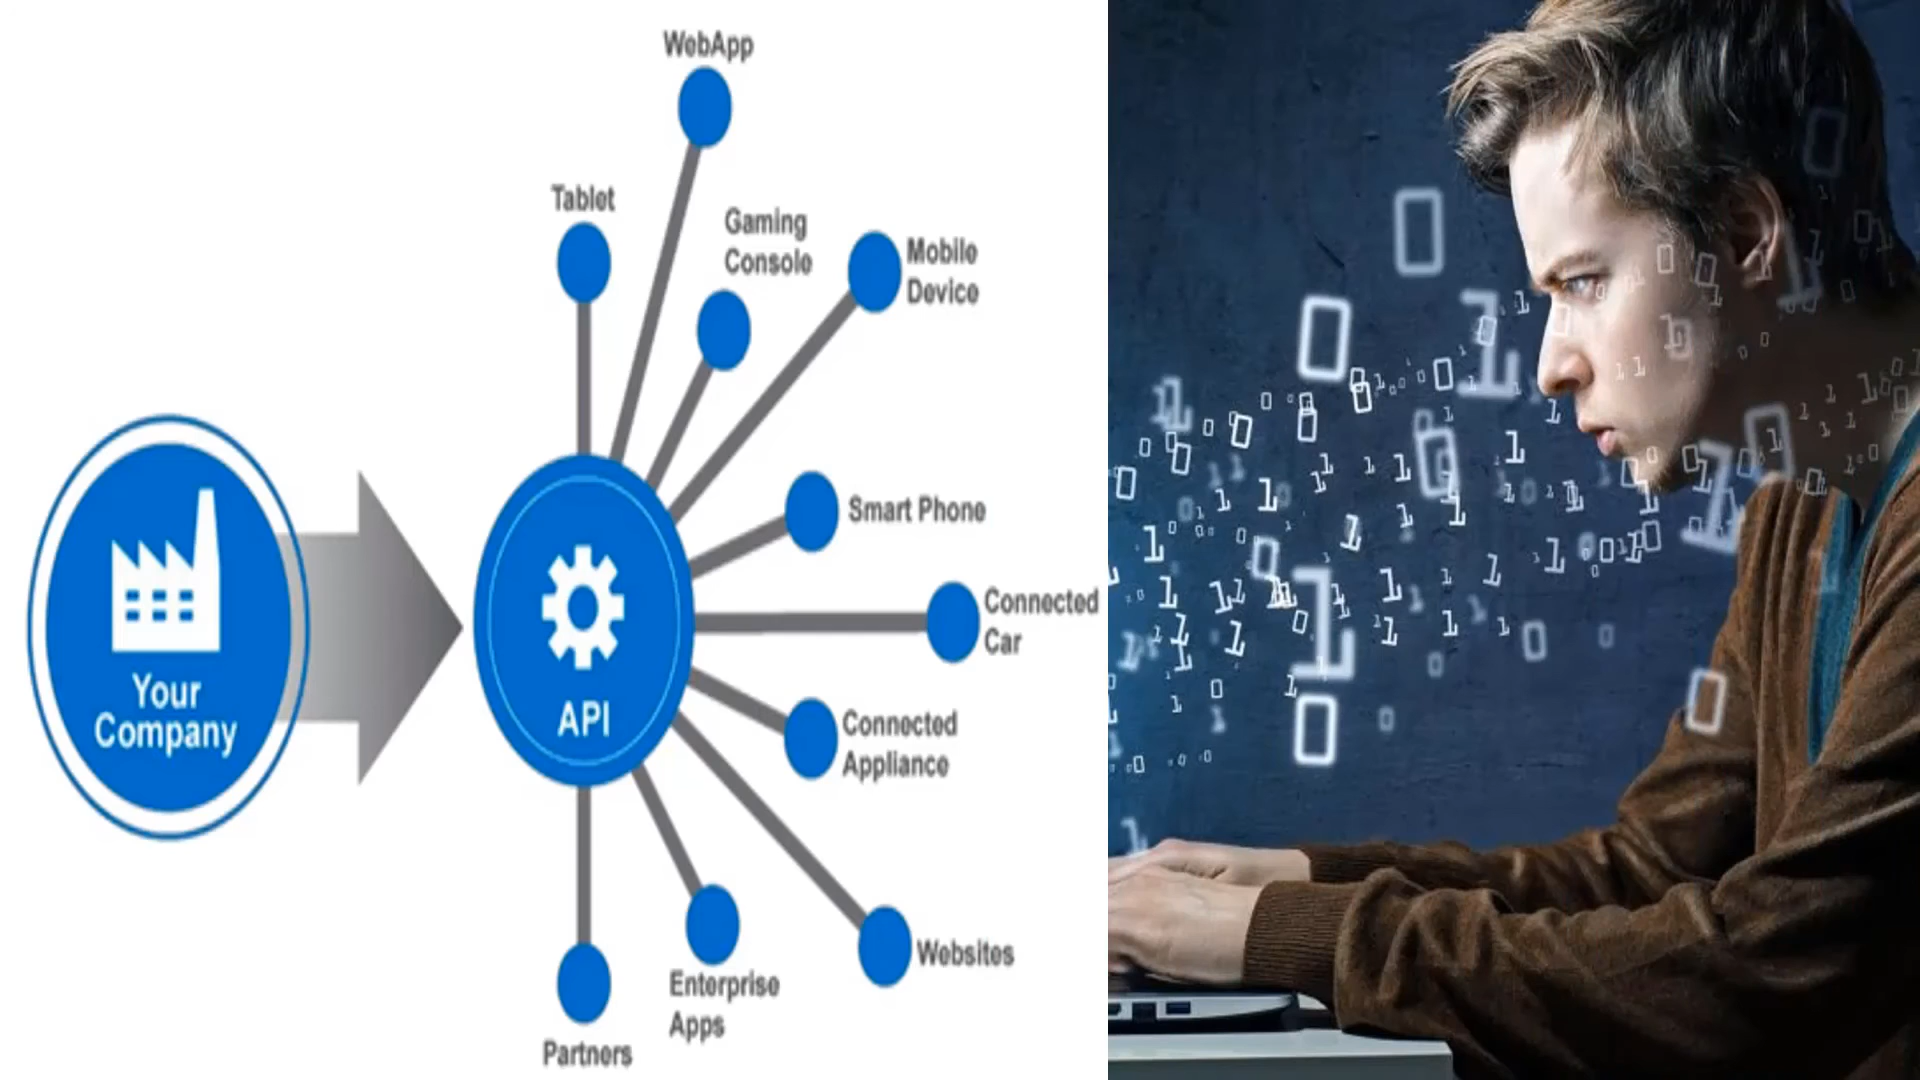 WebApp
Tablet
Gaming
Console
Mobile
Device
Smart Phone
Your
Company
API
Connected
Car
Connected
Appliance
Websites
Enterprise
Apps
Partners